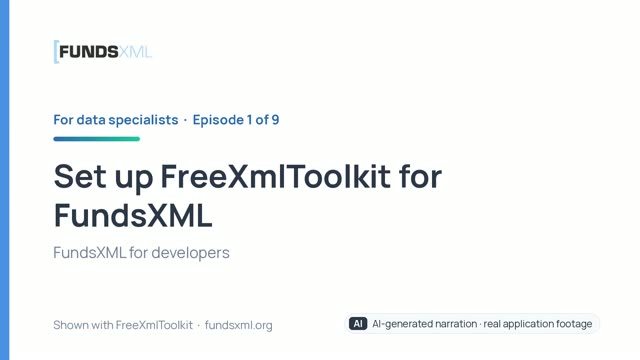 [FUNDSXML
For data specialists · Episode 1 of 9
Set up FreeXmlToolkit for
FundsXML
FundsXML for developers
Shown with FreeXmlToolkit · fundsxml.org
AI AI-generated narration · real application footage